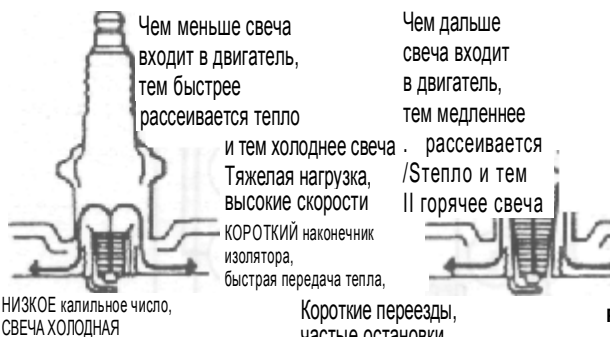 Чем меньше свеча
входит в двигатель,
тем быстрее
рассеивается тепло
и тем холоднее свеча
Тяжелая нагрузка,
высокие скорости
КОРОТКИЙ наконечник
изолятора,
быстрая передача тепла,
НИЗКОЕ калильное число,
СВЕЧА ХОЛОДНАЯ
Чем дальше
свеча входит
в двигатель,
тем медленнее
. рассеивается
/Sтепло и тем
II горячее свеча
Короткие переезды,
частые остановки